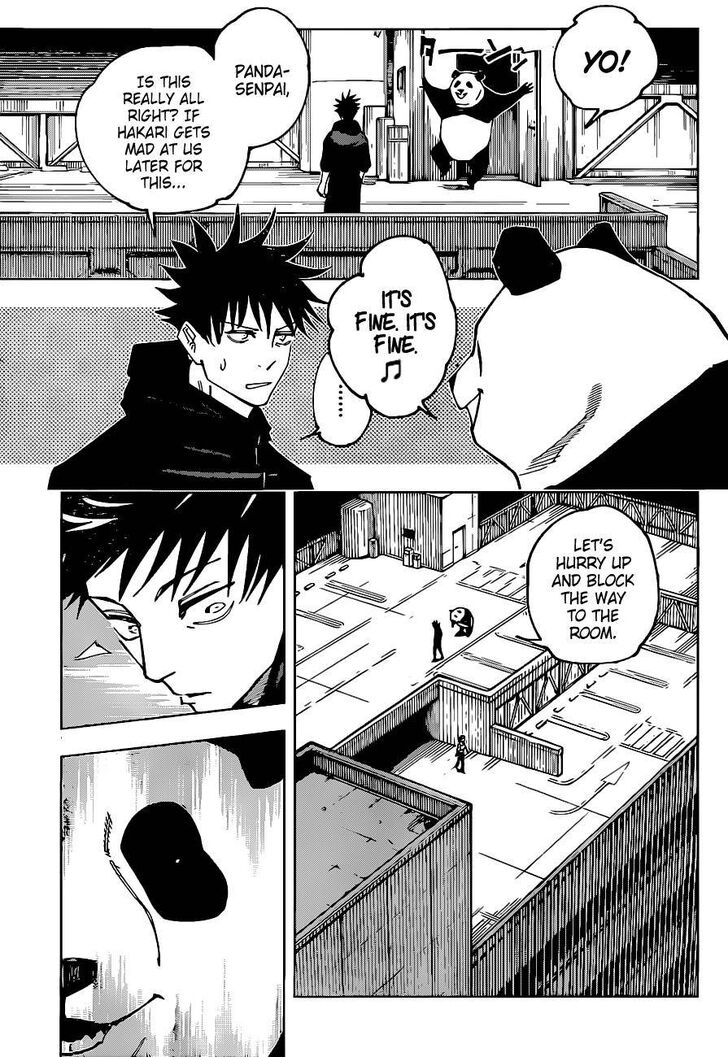 YO!
PANDA-
SENPAI,
IS THIS
REALLY ALL
RIGHT? IF
HAKARI GETS
MAD AT US
LATER FOR
THIS...
IT'S
FINE. IT'S
FINE.
♫
........
LET'S
HURRY UP
AND BLOCK
THE WAY
TO THE
ROOM.